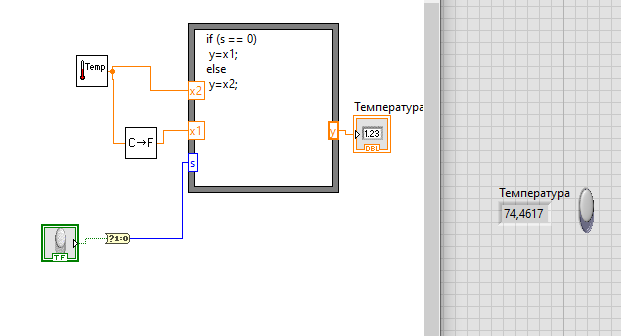 if (s == 0)
y=x1;
else
y=x2;
Temp
x2
Температура
x1
y
1.23
DBL
C→F
s
Температура
74,4617
?1:0
TF